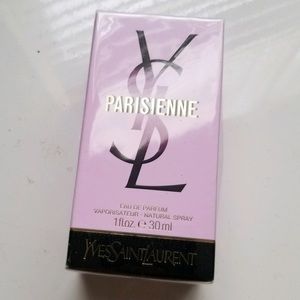 YSL
PARISIENNE
EAU DE PARFUM
VAPORISATEUR - NATURAL SPRAY
1 fl oz. e 30 ml
YVESSAINTLAURENT